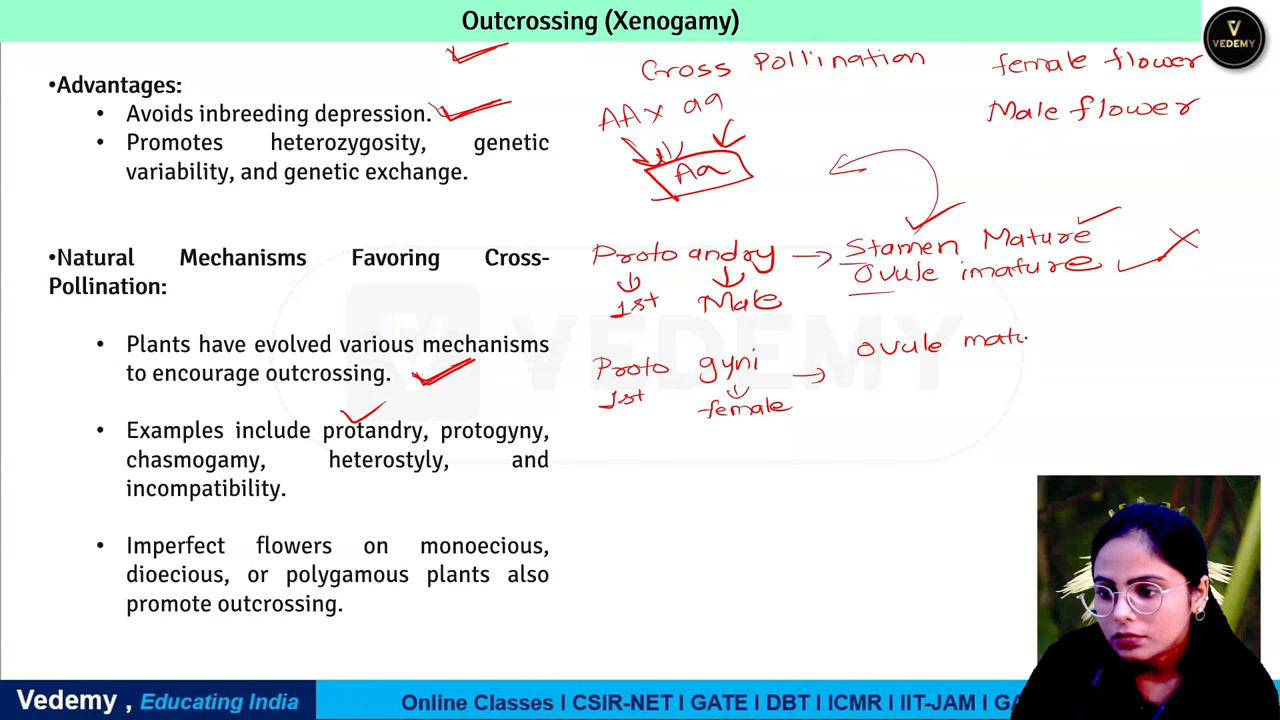 Outcrossing (Xenogamy)
VEDEMY
•Advantages:
• Avoids inbreeding depression.
• Promotes heterozygosity, genetic
variability, and genetic exchange.
•Natural Mechanisms Favoring Cross-
Pollination:
• Plants have evolved various mechanisms
to encourage outcrossing.
• Examples include protandry, protogyny,
chasmogamy, heterostyly, and
incompatibility.
• Imperfect flowers on monoecious,
dioecious, or polygamous plants also
promote outcrossing.
Cross Pollination
female flower
Male flower
AA x aa
Aa
Proto andry → Stamen Mature
Ovule imature
1st Male
Proto gyni → Ovule matu
1st female
VEDEMY
Vedemy , Educating India
Online Classes I CSIR-NET I GATE I DBT I ICMR I IIT-JAM I GA